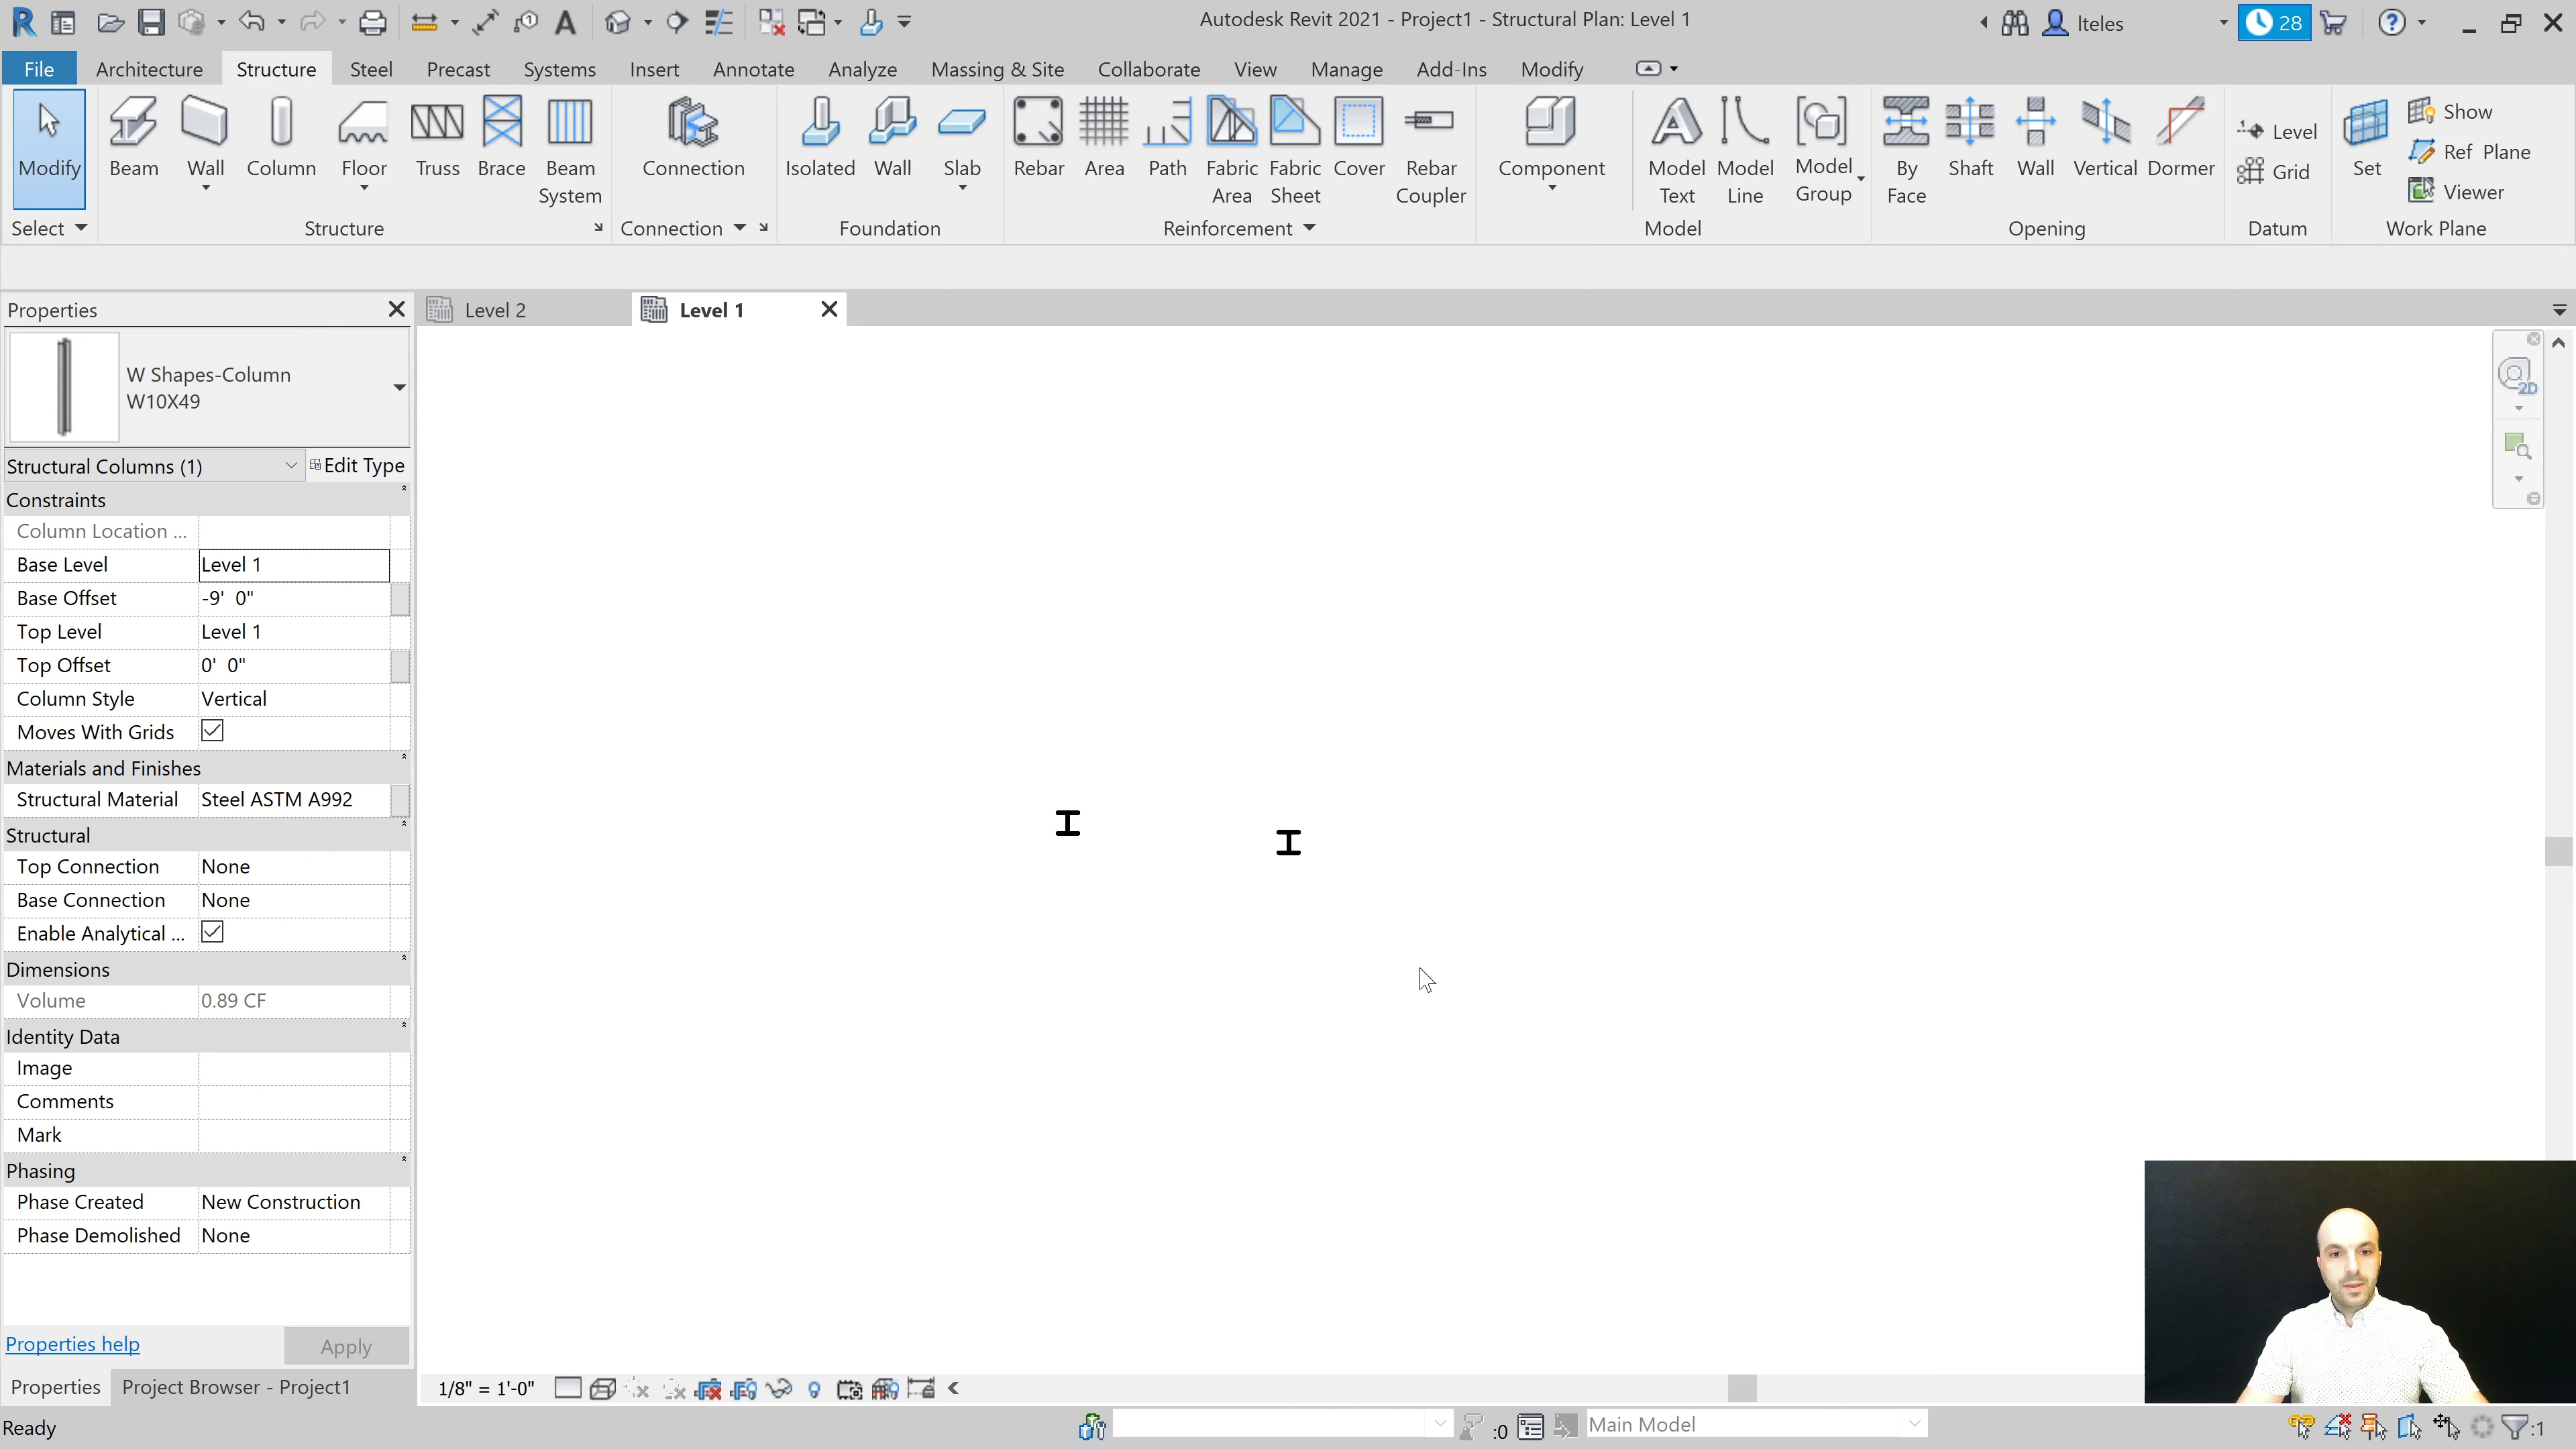 Autodesk Revit 2021 - Project1 - Structural Plan: Level 1
lteles
28
File Architecture Structure Steel Precast Systems Insert Annotate Analyze Massing & Site Collaborate View Manage Add-Ins Modify
Modify Beam Wall Column Floor Truss Brace Beam System Connection Isolated Wall Slab Rebar Area Path Fabric Area Fabric Sheet Cover Rebar Coupler Component Model Text Model Line Model Group By Face Shaft Wall Vertical Dormer Level Grid Set Show Ref Plane Viewer
Select Structure Connection Foundation Reinforcement Model Opening Datum Work Plane
Properties
Level 2
Level 1
W Shapes-Column
W10X49
Structural Columns (1) Edit Type
Constraints
Column Location ...
Base Level Level 1
Base Offset -9' 0"
Top Level Level 1
Top Offset 0' 0"
Column Style Vertical
Moves With Grids
Materials and Finishes
Structural Material Steel ASTM A992
Structural
Top Connection None
Base Connection None
Enable Analytical ...
Dimensions
Volume 0.89 CF
Identity Data
Image
Comments
Mark
Phasing
Phase Created New Construction
Phase Demolished None
Properties help Apply
Properties Project Browser - Project1
2D
1/8" = 1'-0"
Ready
:0
Main Model
:1